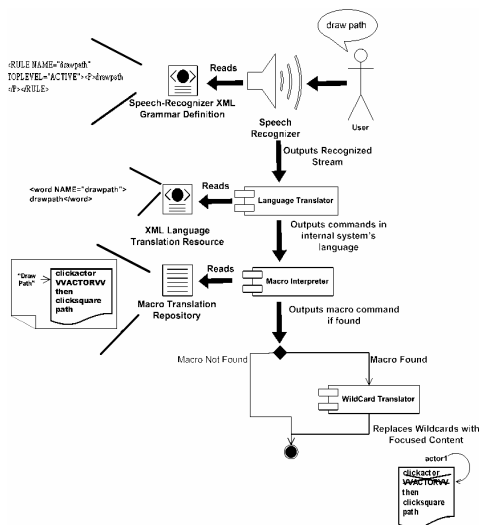 draw path
<RULE NAME="drawpath"
TOPLEVEL="ACTIVE"><P>drawpath
</P></RULE>
Reads
Speech-Recognizer XML
Grammar Definition
Speech
Recognizer
User
Outputs Recognized
Stream
<word NAME="drawpath">
drawpath</word>
Reads
Language Translator
XML Language
Translation Resource
Outputs commands in
internal system's
language
"Draw
Path"
clickactor
VVACTORVV
then
clicksquare
path
Reads
Macro Interpreter
Macro Translation
Repository
Outputs macro command
if found
Macro Not Found
Macro Found
WildCard Translator
Replaces Wildcards with
Focused Content
actor1
clickactor
VVACTORVV
then
clicksquare
path